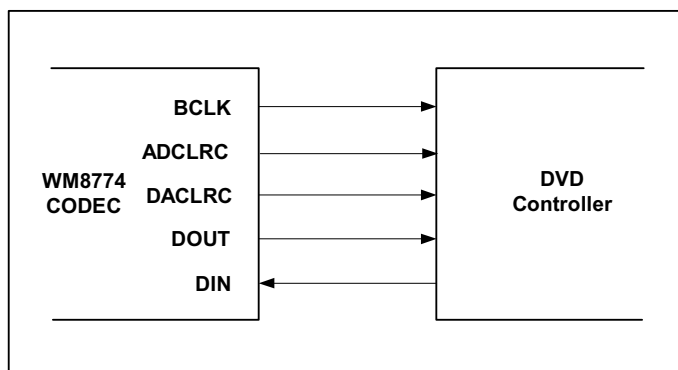 BCLK
ADCLRC
WM8774
CODEC
DACLRC
DOUT
DIN
DVD
Controller